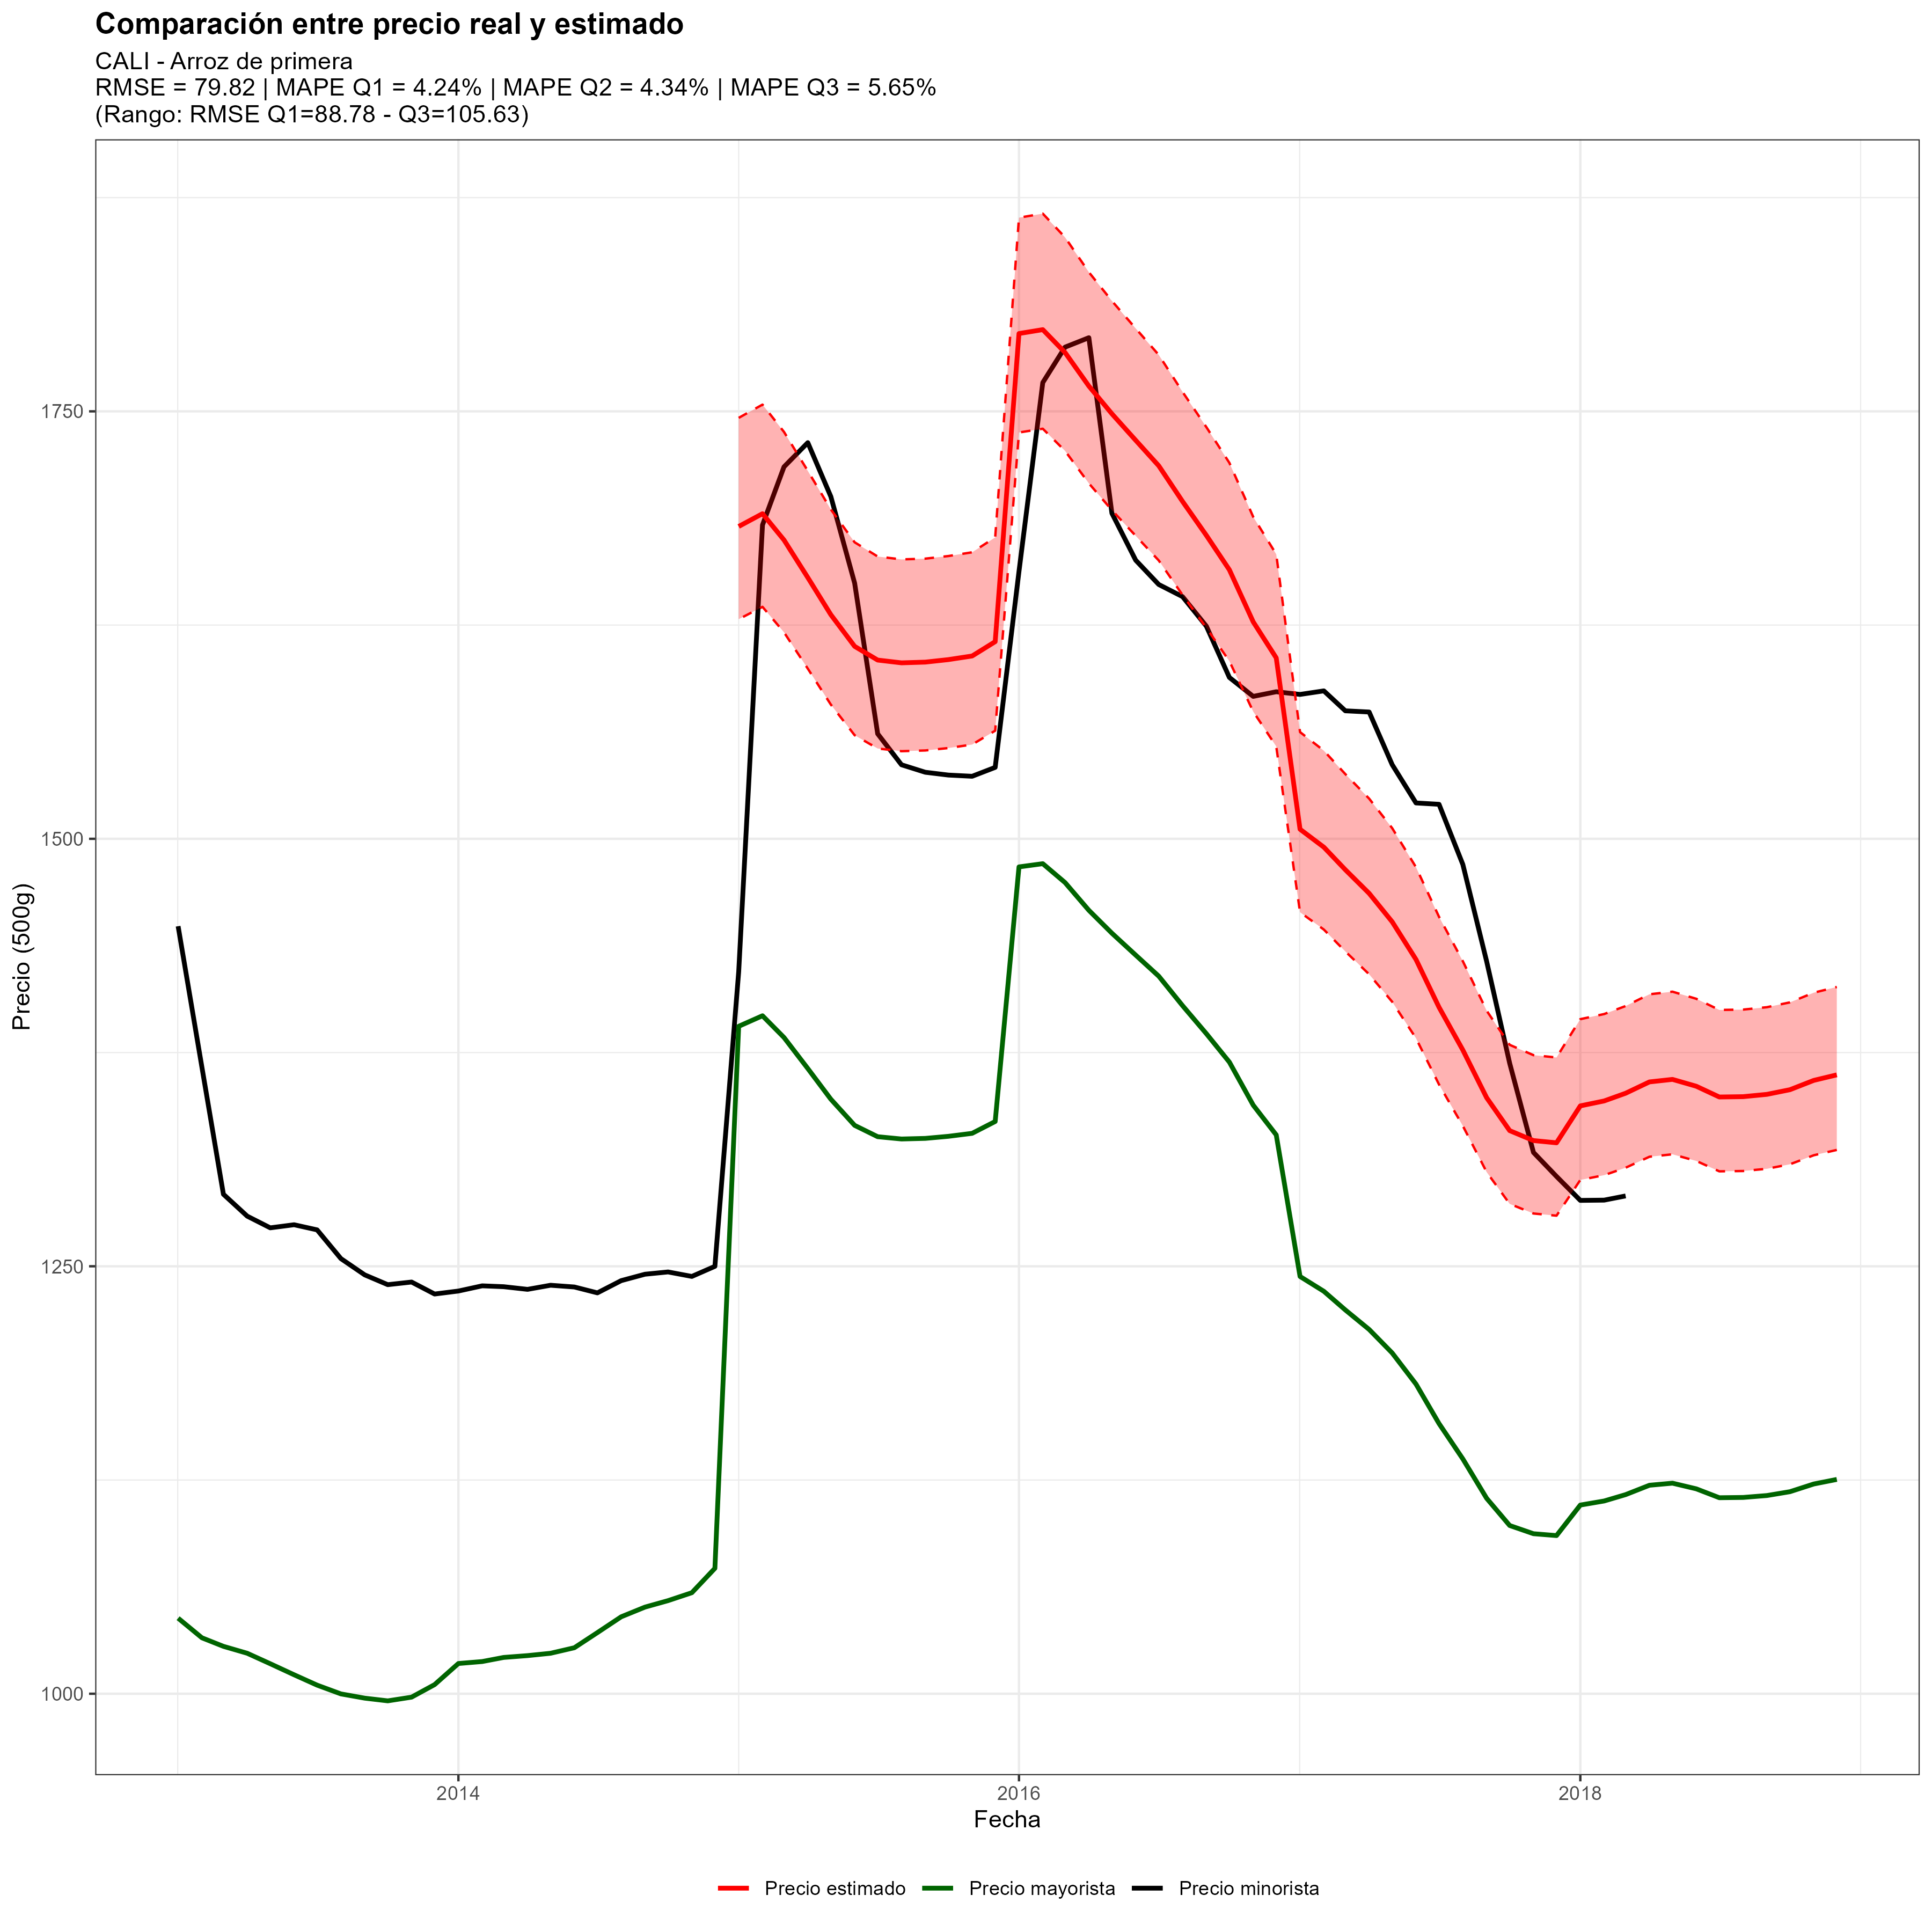 Comparación entre precio real y estimado
CALI - Arroz de primera
RMSE = 79.82 | MAPE Q1 = 4.24% | MAPE Q2 = 4.34% | MAPE Q3 = 5.65%
(Rango: RMSE Q1=88.78 - Q3=105.63)
Precio (500g)
1750
1500
1250
1000
2014
2016
2018
Fecha
Precio estimado
Precio mayorista
Precio minorista